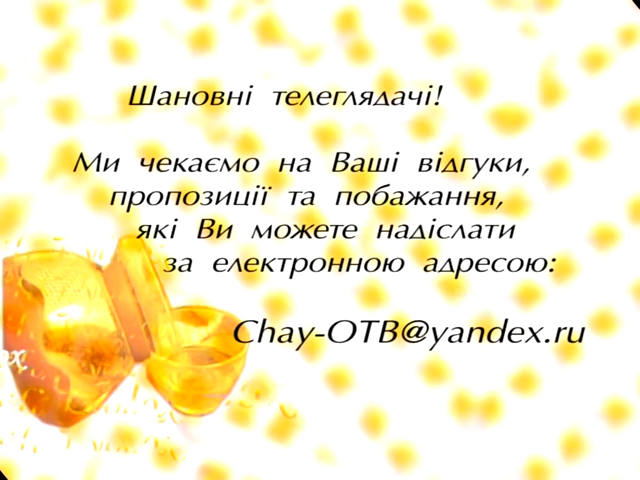 Шановні телеглядачі!
Ми чекаємо на Ваші відгуки,
пропозиції та побажання,
які Ви можете надіслати
за електронною адресою:
Chay-OTB@yandex.ru